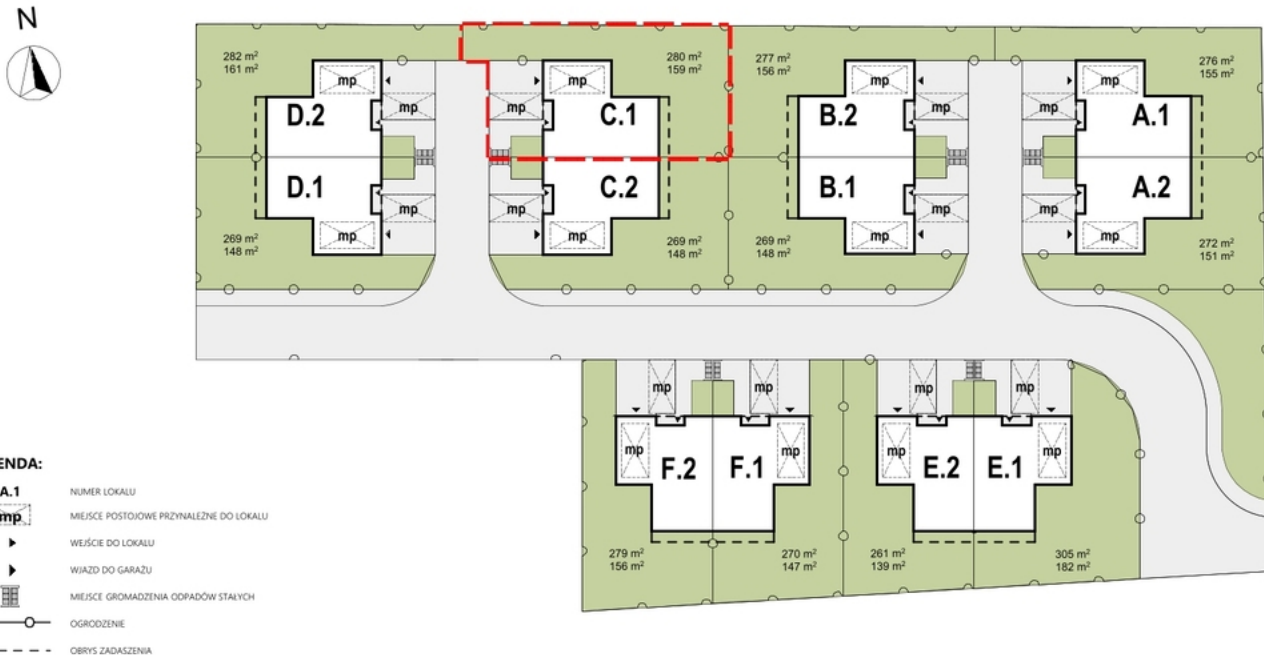 N
282 m²
161 m²
280 m²
159 m²
277 m²
156 m²
276 m²
155 m²
mp
mp
mp
mp
D.2
mp
mp
C.1
B.2
mp
mp
A.1
D.1
mp
mp
C.2
B.1
mp
mp
A.2
269 m²
148 m²
mp
mp
269 m²
148 m²
269 m²
148 m²
mp
mp
272 m²
151 m²
mp
mp
mp
mp
mp
F.2
F.1
mp
mp
E.2
E.1
mp
279 m²
156 m²
270 m²
147 m²
261 m²
139 m²
305 m²
182 m²
ENDA:
A.1 NUMER LOKALU
mp MIEJSCE POSTOJOWE PRZYNALEŻNE DO LOKALU
WEJŚCIE DO LOKALU
WJAZD DO GARAŻU
MIEJSCE GROMADZENIA ODPADÓW STAŁYCH
OGRODZENIE
OBRYS ZADASZENIA